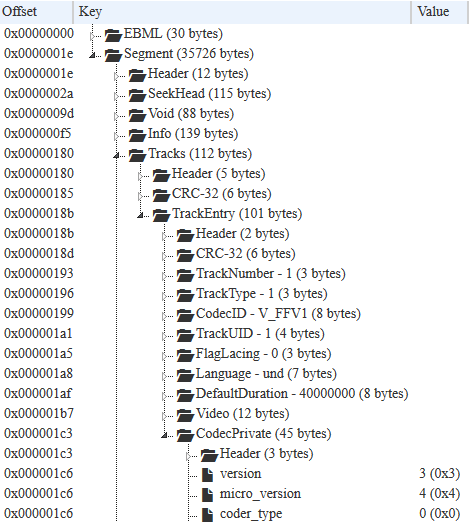 Offset Key Value
0x00000000 EBML (30 bytes)
0x0000001e Segment (35726 bytes)
0x0000001e Header (12 bytes)
0x0000002a SeekHead (115 bytes)
0x0000009d Void (88 bytes)
0x000000f5 Info (139 bytes)
0x00000180 Tracks (112 bytes)
0x00000180 Header (5 bytes)
0x00000185 CRC-32 (6 bytes)
0x0000018b TrackEntry (101 bytes)
0x0000018b Header (2 bytes)
0x0000018d CRC-32 (6 bytes)
0x00000193 TrackNumber - 1 (3 bytes)
0x00000196 TrackType - 1 (3 bytes)
0x00000199 CodecID - V_FFV1 (8 bytes)
0x000001a1 TrackUID - 1 (4 bytes)
0x000001a5 FlagLacing - 0 (3 bytes)
0x000001a8 Language - und (7 bytes)
0x000001af DefaultDuration - 40000000 (8 bytes)
0x000001b7 Video (12 bytes)
0x000001c3 CodecPrivate (45 bytes)
0x000001c3 Header (3 bytes)
0x000001c6 version 3 (0x3)
0x000001c6 micro_version 4 (0x4)
0x000001c6 coder_type 0 (0x0)